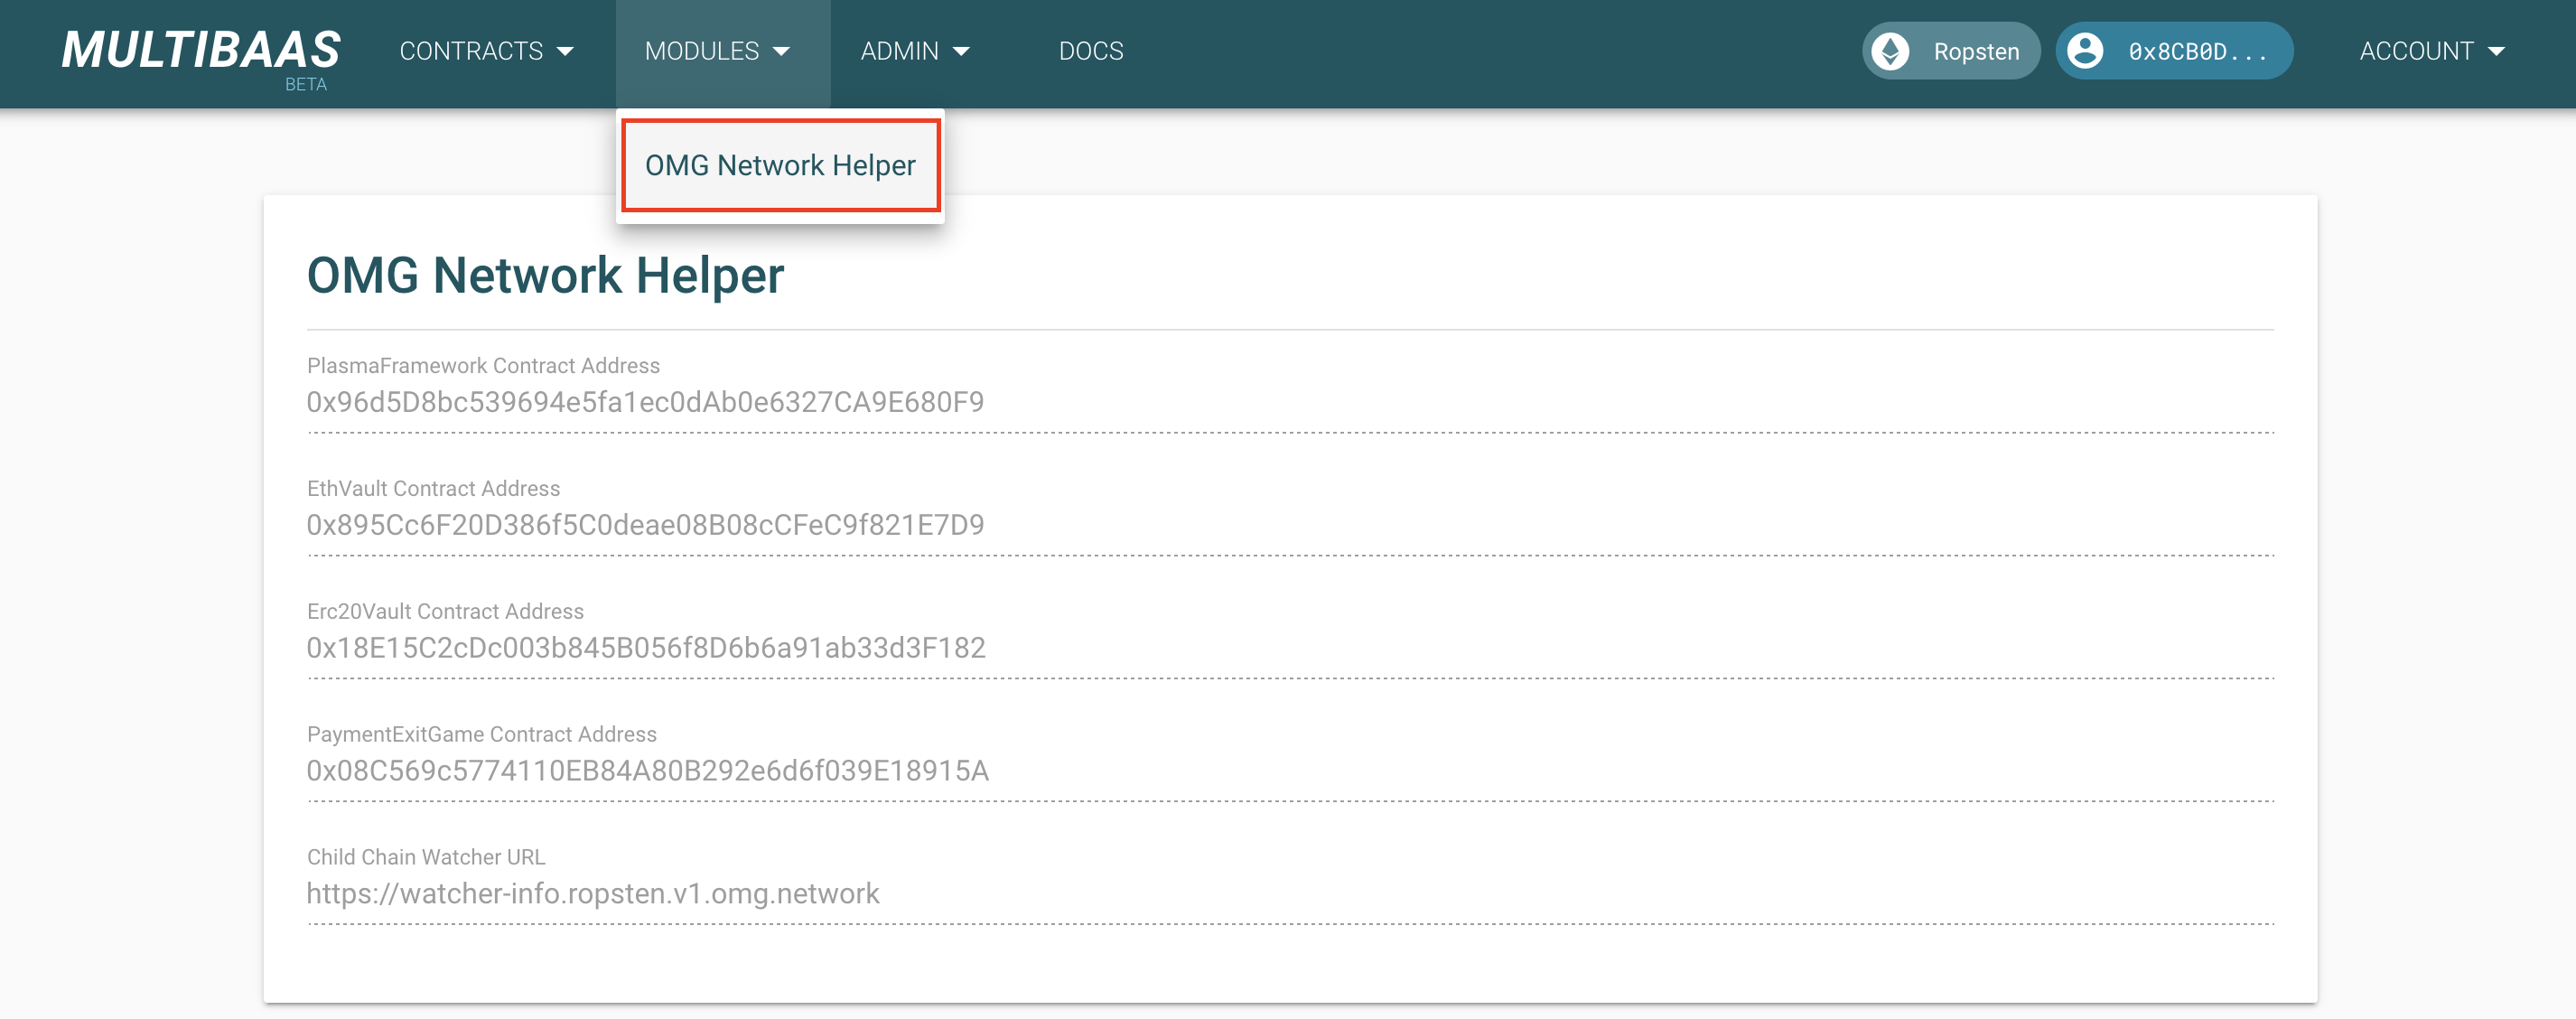 MULTIBAAS
BETA
CONTRACTS
MODULES
ADMIN
DOCS
Ropsten
0x8CB0D...
ACCOUNT
OMG Network Helper
OMG Network Helper
PlasmaFramework Contract Address
0x96d5D8bc539694e5fa1ec0dAb0e6327CA9E680F9
EthVault Contract Address
0x895Cc6F20D386f5C0deae08B08cCFeC9f821E7D9
Erc20Vault Contract Address
0x18E15C2cDc003b845B056f8D6b6a91ab33d3F182
PaymentExitGame Contract Address
0x08C569c5774110EB84A80B292e6d6f039E18915A
Child Chain Watcher URL
https://watcher-info.ropsten.v1.omg.network